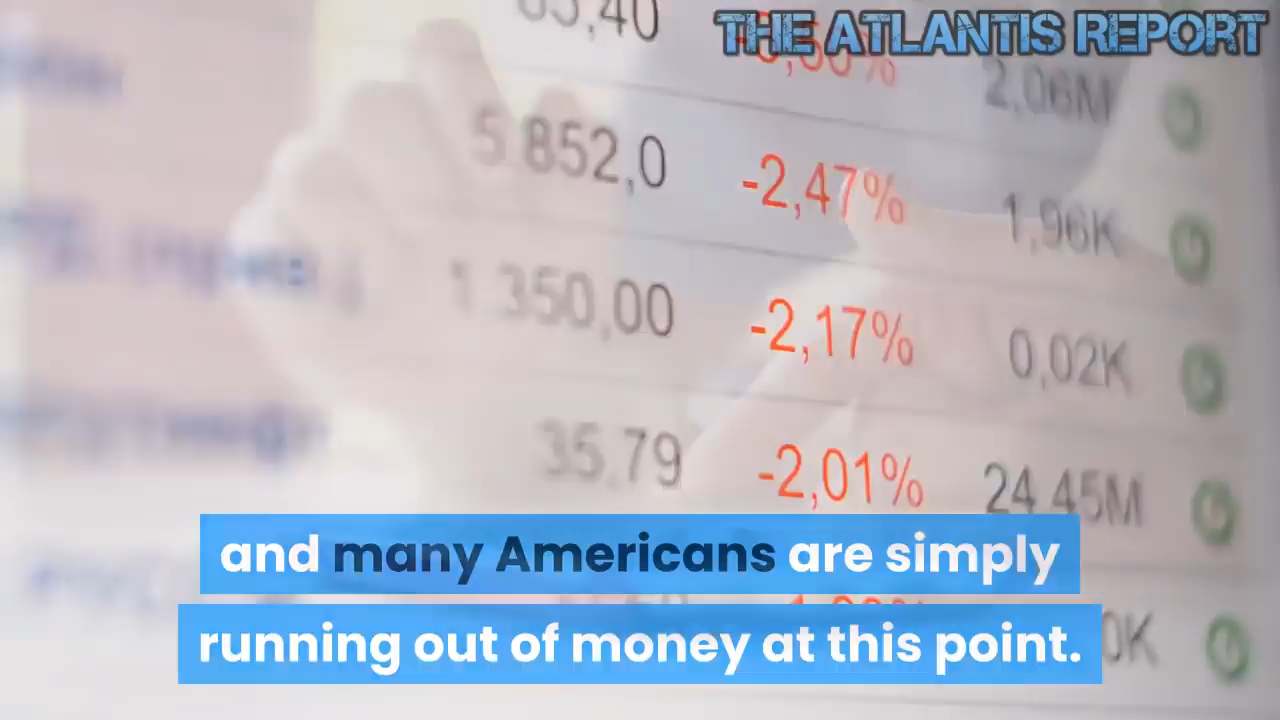 THE ATLANTIS REPORT
2,06M
5 852,0 -2,47% 1,96K
1 350,00 -2,17% 0,02K
35,79 -2,01% 24,45M
and many Americans are simply
running out of money at this point.